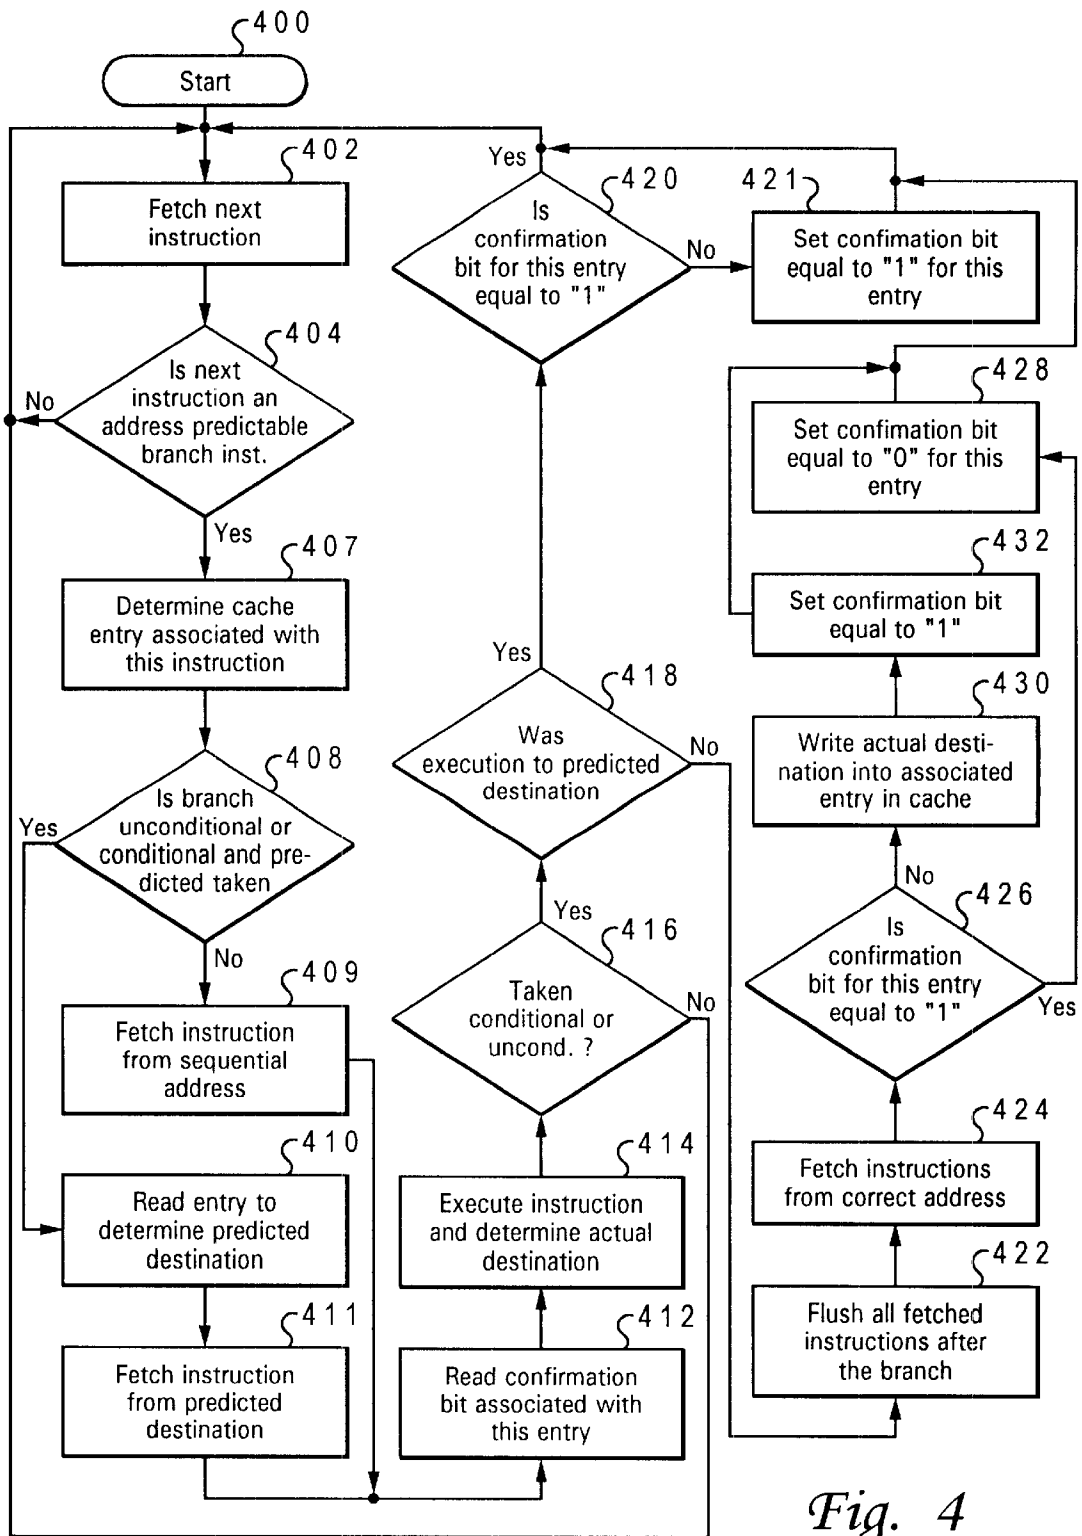 400
Start
402
Fetch next
instruction
404
Is next
instruction an
address predictable
branch inst.
No
Yes
407
Determine cache
entry associated with
this instruction
408
Is branch
unconditional or
conditional and pre-
dicted taken
Yes
No
409
Fetch instruction
from sequential
address
410
Read entry to
determine predicted
destination
411
Fetch instruction
from predicted
destination
412
Read confirmation
bit associated with
this entry
414
Execute instruction
and determine actual
destination
416
Taken
conditional or
uncond. ?
Yes
No
418
Was
execution to predicted
destination
Yes
No
420
Is
confirmation
bit for this entry
equal to "1"
Yes
No
421
Set confimation bit
equal to "1" for this
entry
428
Set confimation bit
equal to "0" for this
entry
432
Set confirmation bit
equal to "1"
430
Write actual desti-
nation into associated
entry in cache
No
426
Is
confirmation
bit for this entry
equal to "1"
Yes
424
Fetch instructions
from correct address
422
Flush all fetched
instructions after
the branch
Fig. 4